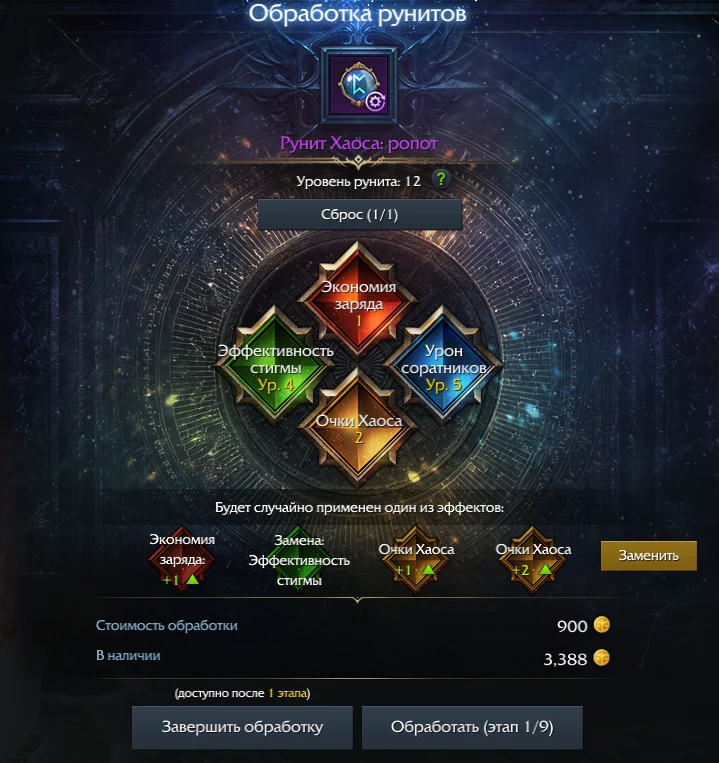 Обработка рунитов
Рунит Хаоса: ропот
Уровень рунита: 12 ?
Сброс (1/1)
Экономия
заряда
1
Эффективность
стигмы
Ур. 4
Урон
соратников
Ур. 5
Очки Хаоса
2
Будет случайно применен один из эффектов:
Экономия
заряда:
+1
Замена:
Эффективность
стигмы
Очки Хаоса
+1
Очки Хаоса
+2
Заменить
Стоимость обработки 900
В наличии 3,388
(доступно после 1 этапа)
Завершить обработку
Обработать (этап 1/9)